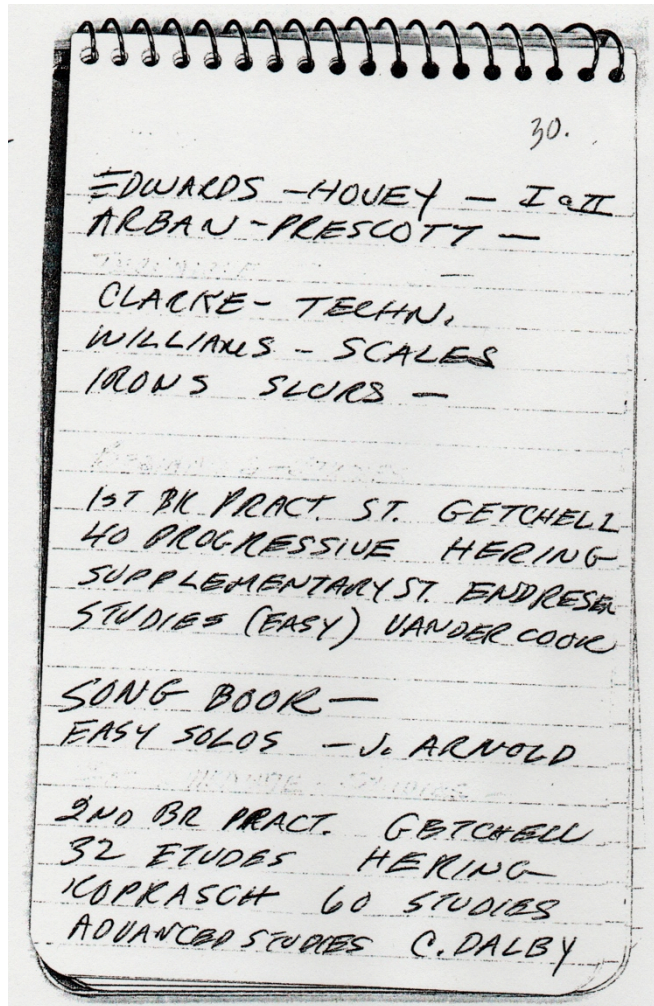 30.
EDWARDS - HOVEY - I & II
ARBAN - PRESCOTT -
CLARKE - TECHN.
WILLIAMS - SCALES
IRONS SLURS -
1ST BK PRACT. ST. GETCHELL
40 PROGRESSIVE HERING
SUPPLEMENTARY ST. ENDRESEN
STUDIES (EASY) VANDER COOK
SONG BOOK -
EASY SOLOS - J. ARNOLD
2ND BK PRACT. GETCHELL
32 ETUDES HERING
KOPRASCH 60 STUDIES
ADVANCED STUDIES C. DALBY